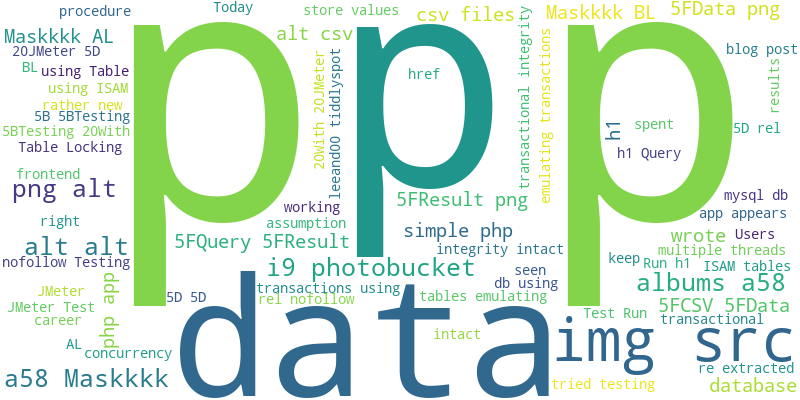 procedure
Today
store values
csv files
Maskkkk BL
5FData png
Maskkkk AL
alt csv
20JMeter 5D
BL
using Table
using ISAM
rather new
5B 5BTesting
5BTesting 20With
Table Locking
frontend
png alt
right
alt alt
nofollow Testing
JMeter
JMeter Test
career
AL
concurrency
a58 Maskkkk
php app
5D 5D
p
p
p
data
20With 20JMeter
leeand00 tiddlyspot
href
transactional integrity
emulating transactions
h1
spent
h1 Query
blog post
results
5D rel
mysql db
app appears
working
assumption
5FQuery 5FResult
5FResult png
simple php
integrity intact
i9 photobucket
transactions using
rel nofollow
seen
db using
tables emulating
intact
wrote
Users
multiple threads
keep
Run h1
ISAM tables
albums a58
5FCSV 5FData
Test Run
transactional
img src
re extracted
tried testing
database